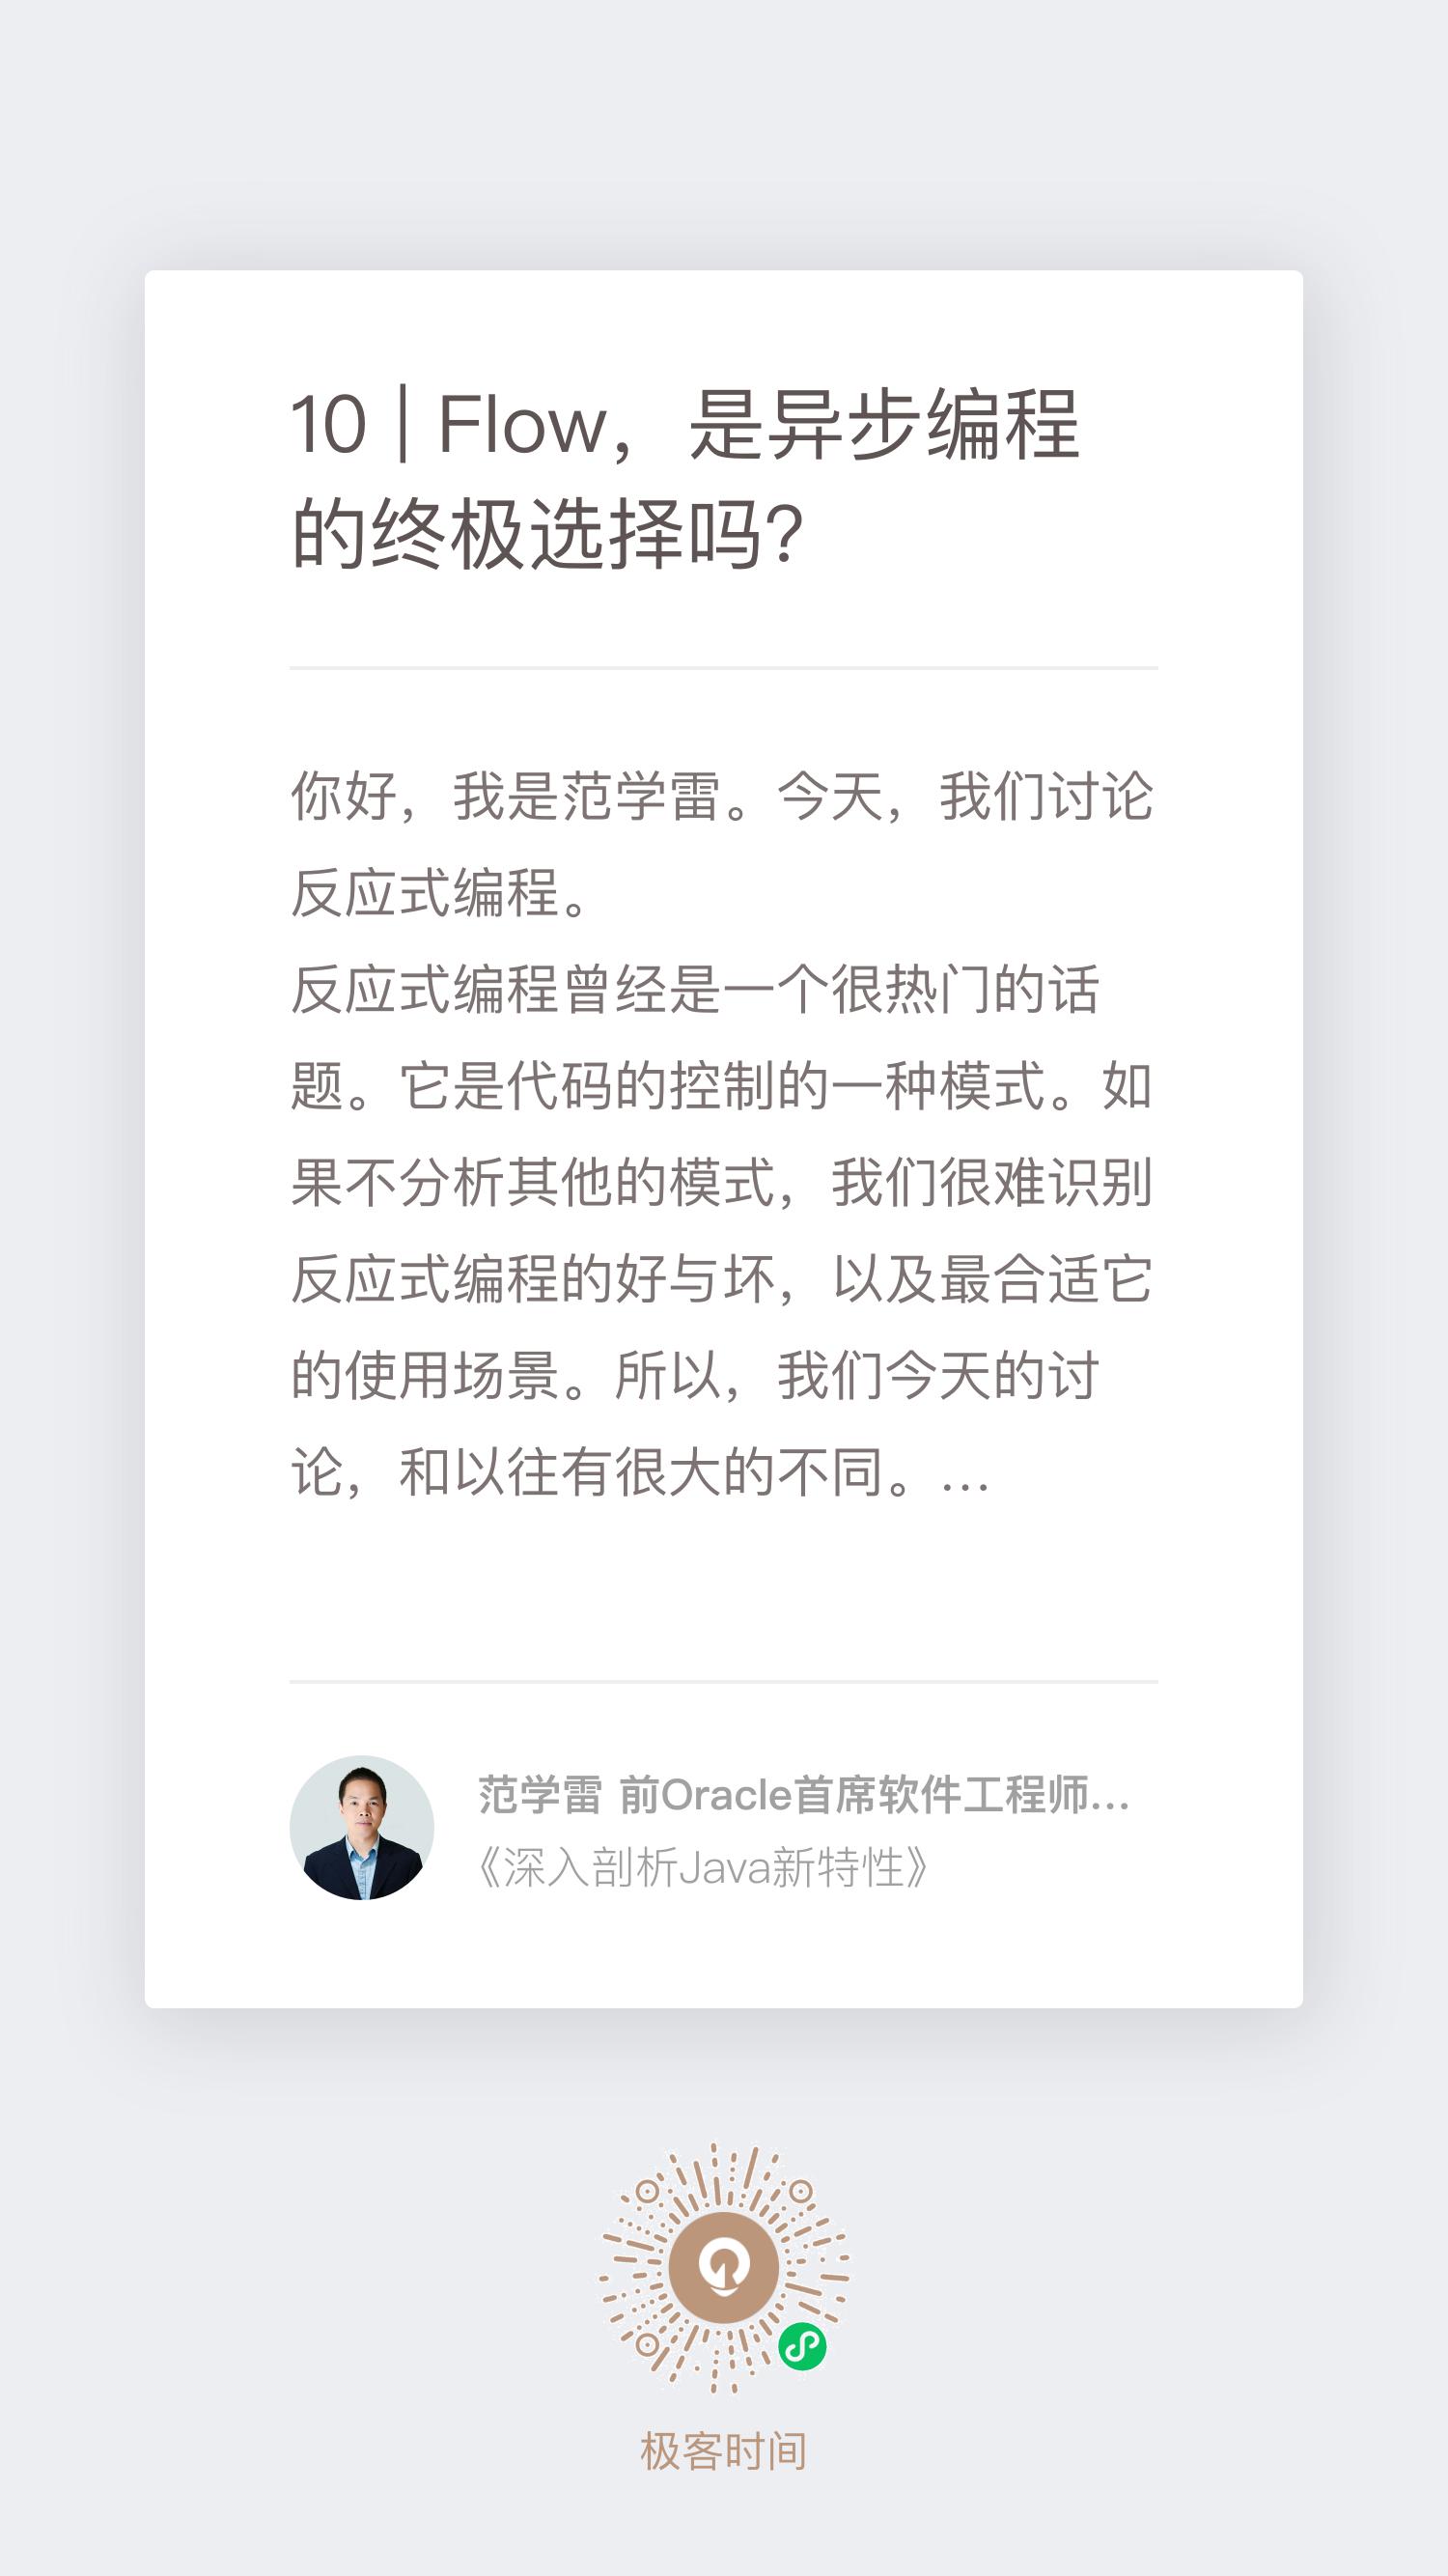 10 | Flow，是异步编程
的终极选择吗？
你好，我是范学雷。今天，我们讨论
反应式编程。
反应式编程曾经是一个很热门的话
题。它是代码的控制的一种模式。如
果不分析其他的模式，我们很难识别
反应式编程的好与坏，以及最合适它
的使用场景。所以，我们今天的讨
论，和以往有很大的不同。...
范学雷 前Oracle首席软件工程师...
《深入剖析Java新特性》
极客时间